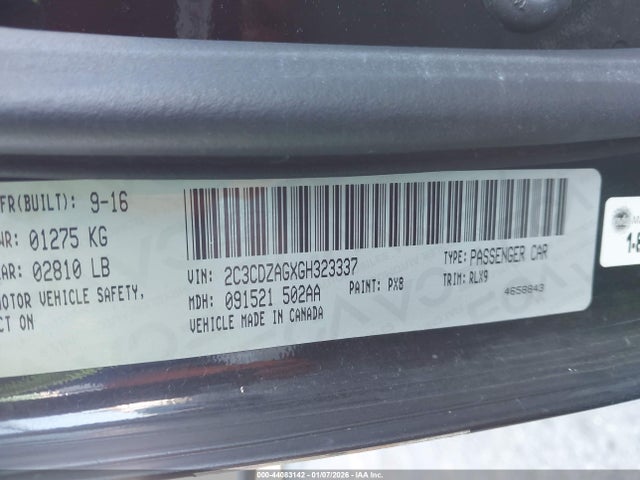 FR(BUILT): 9-16
WR: 01275 KG
AR: 02810 LB
MOTOR VEHICLE SAFETY,
CT ON
VIN: 2C3CDZAGXGH323337
MDH: 091521 502AA
PAINT: PX8
VEHICLE MADE IN CANADA
TYPE: PASSENGER CAR
TRIM: RLX9
4658843
000-44083142 - 01/07/2026 - IAA Holdings, LLC